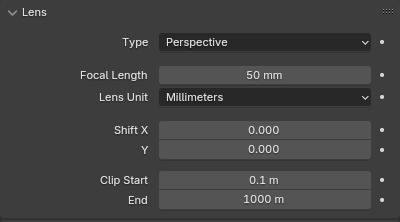 Lens
Type Perspective
Focal Length 50 mm
Lens Unit Millimeters
Shift X 0.000
Y 0.000
Clip Start 0.1 m
End 1000 m